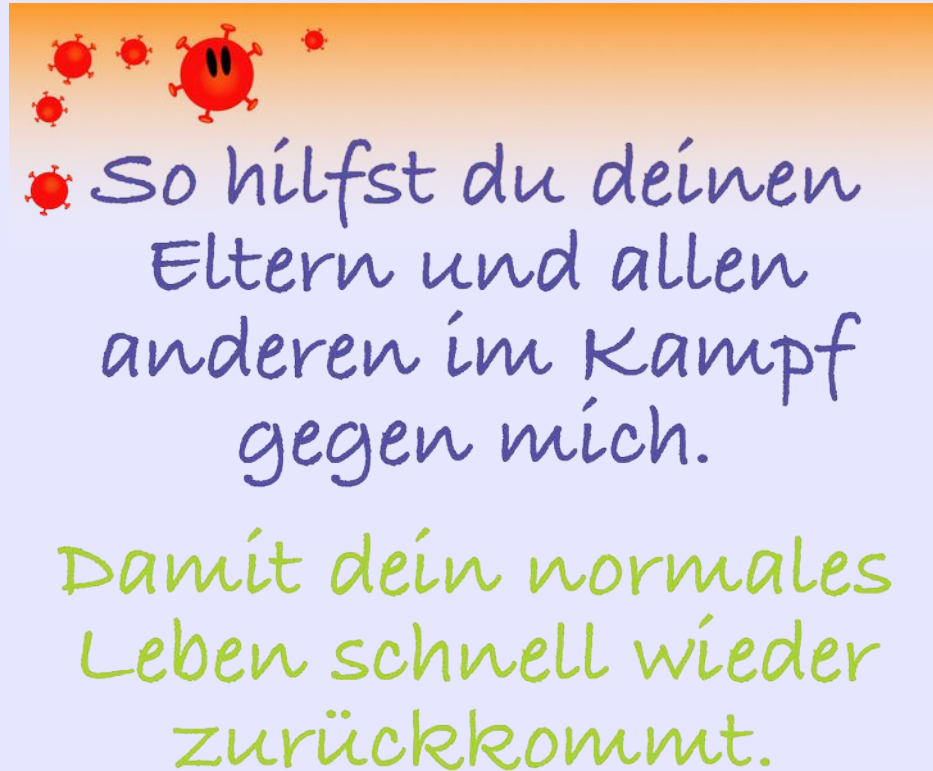 So hilfst du deinen
Eltern und allen
anderen im Kampf
gegen mich.
Damit dein normales
Leben schnell wieder
zurückkommt.